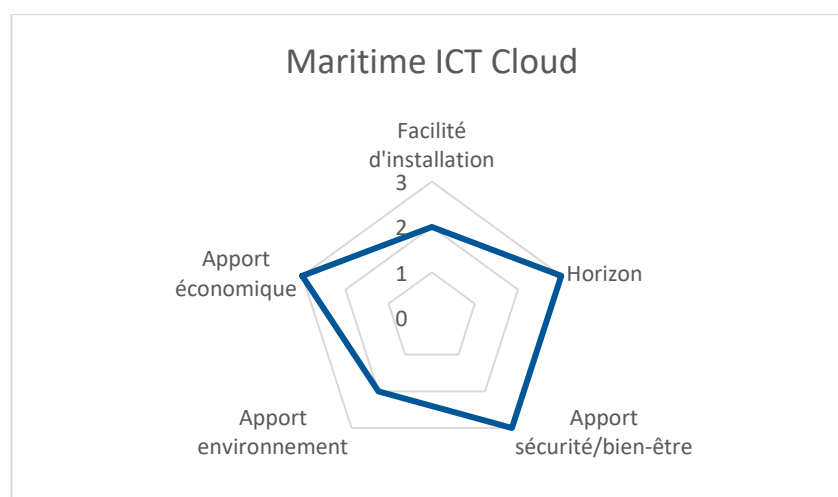 Maritime ICT Cloud
Facilité
d'installation
3
2
1
0
Horizon
Apport
sécurité/bien-être
Apport
environnement
Apport
économique